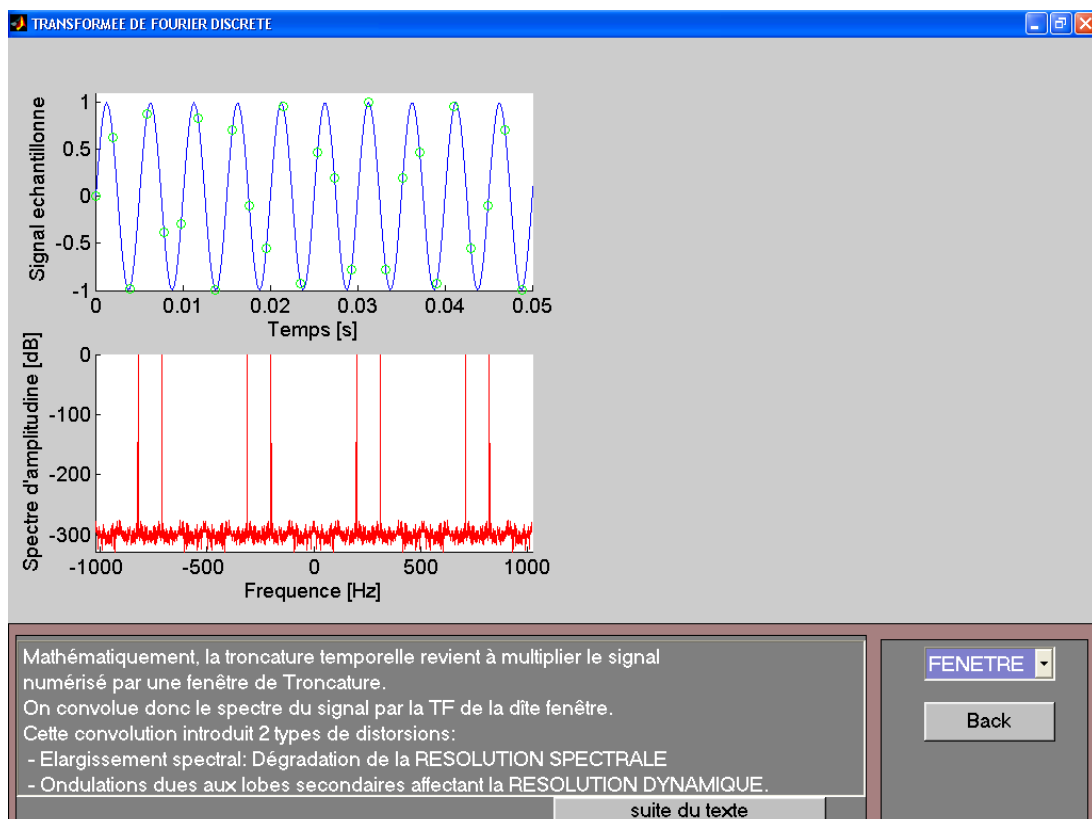 TRANSFORMEE DE FOURIER DISCRETE
Signal echantillonne
1
0.5
0
-0.5
-1
0 0.01 0.02 0.03 0.04 0.05
Temps [s]
Spectre d'amplitudine [dB]
0
-100
-200
-300
-1000 -500 0 500 1000
Frequence [Hz]
Mathématiquement, la troncature temporelle revient à multiplier le signal
numérisé par une fenêtre de Troncature.
On convolue donc le spectre du signal par la TF de la dîte fenêtre.
Cette convolution introduit 2 types de distorsions:
- Elargissement spectral: Dégradation de la RESOLUTION SPECTRALE
- Ondulations dues aux lobes secondaires affectant la RESOLUTION DYNAMIQUE.
suite du texte
FENETRE
Back